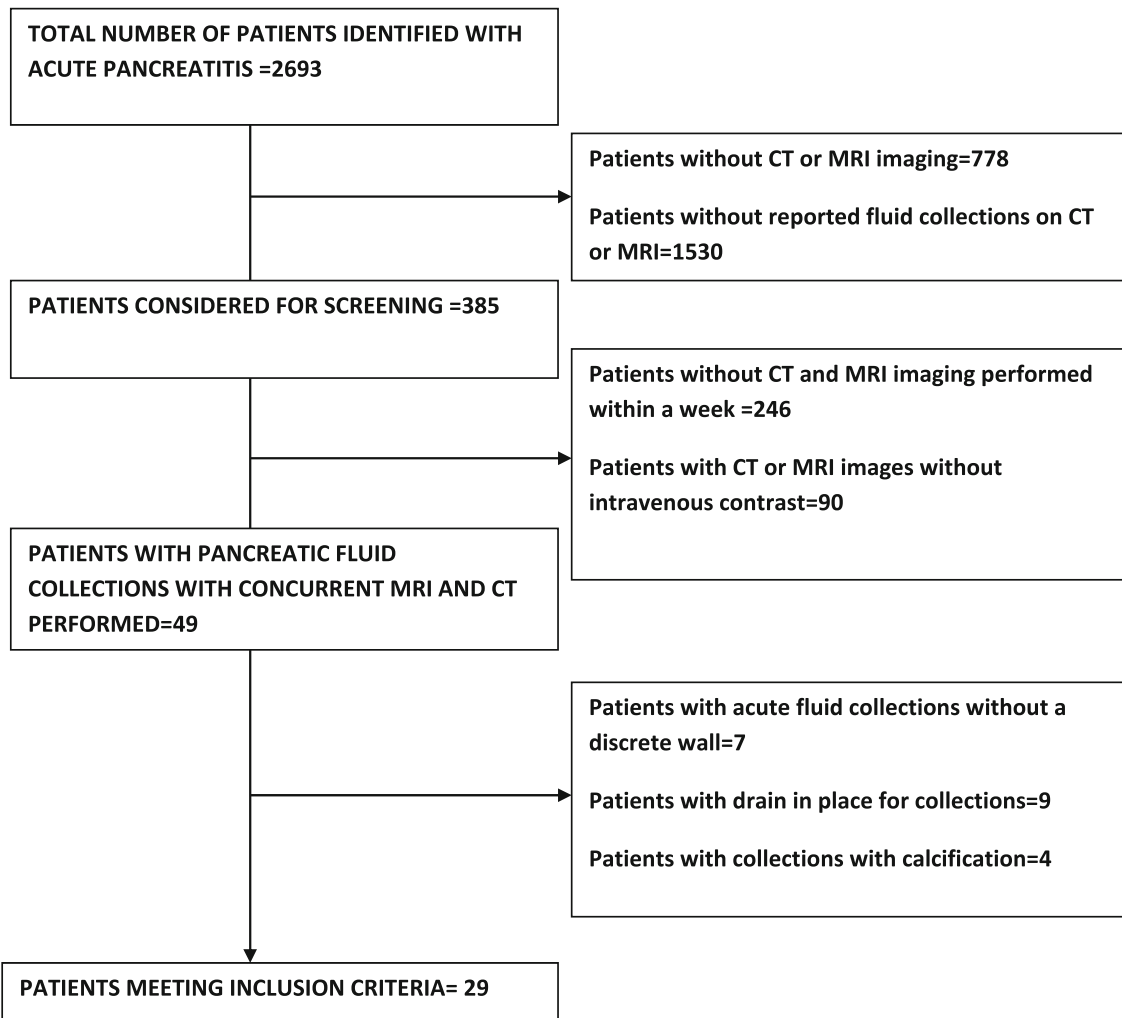 TOTAL NUMBER OF PATIENTS IDENTIFIED WITH
ACUTE PANCREATITIS =2693
Patients without CT or MRI imaging=778
Patients without reported fluid collections on CT
or MRI=1530
PATIENTS CONSIDERED FOR SCREENING =385
Patients without CT and MRI imaging performed
within a week =246
Patients with CT or MRI images without
intravenous contrast=90
PATIENTS WITH PANCREATIC FLUID
COLLECTIONS WITH CONCURRENT MRI AND CT
PERFORMED=49
Patients with acute fluid collections without a
discrete wall=7
Patients with drain in place for collections=9
Patients with collections with calcification=4
PATIENTS MEETING INCLUSION CRITERIA= 29